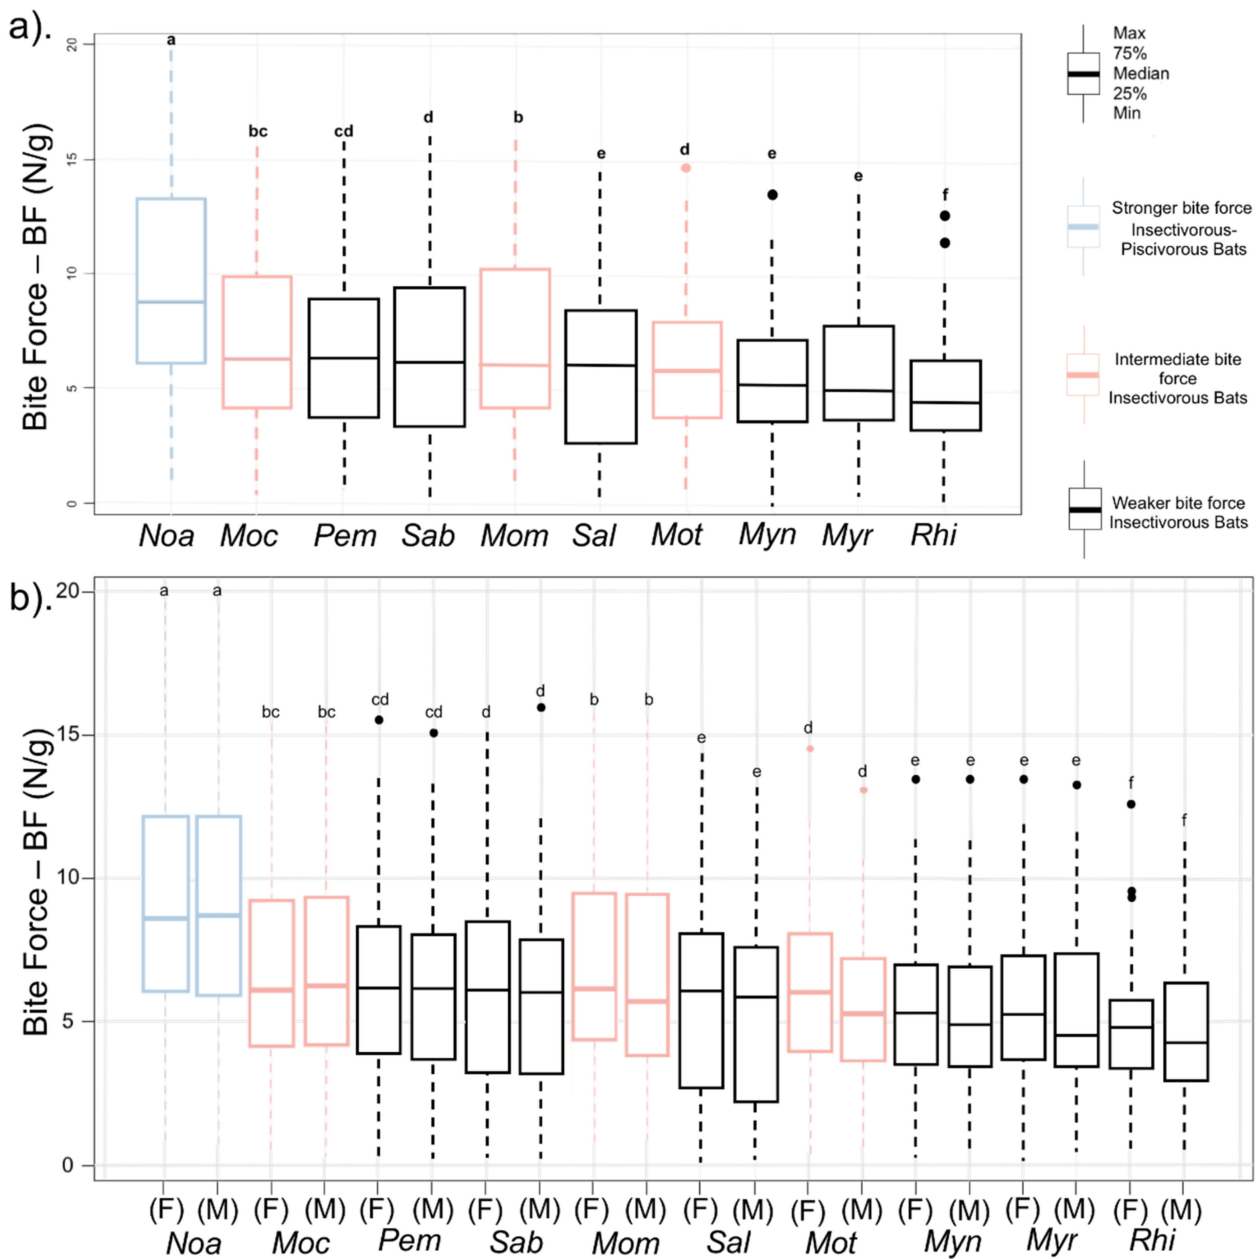 a).
Bite Force – BF (N/g)
20
15
10
5
0
a
bc
cd
d
b
e
d
e
e
f
Noa Moc Pem Sab Mom Sal Mot Myn Myr Rhi
Max
75%
Median
25%
Min
Stronger bite force
Insectivorous-
Piscivorous Bats
Intermediate bite
force
Insectivorous Bats
Weaker bite force
Insectivorous Bats
b).
Bite Force – BF (N/g)
20
15
10
5
0
a a bc bc cd cd d d b b e e d d e e e e f f
(F) (M) (F) (M) (F) (M) (F) (M) (F) (M) (F) (M) (F) (M) (F) (M) (F) (M) (F) (M)
Noa Moc Pem Sab Mom Sal Mot Myn Myr Rhi